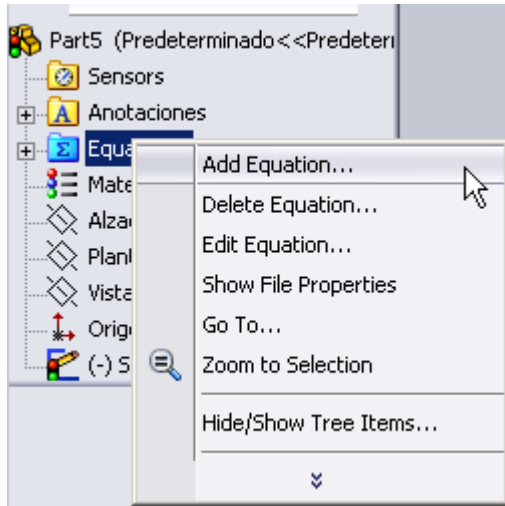 Part5 (Predeterminado<<Predeteri
Sensors
Anotaciones
Equa
Add Equation...
Mate
Delete Equation...
Alza
Edit Equation...
Plan
Show File Properties
Vista
Go To...
Orig
Zoom to Selection
(-) S
Hide/Show Tree Items...